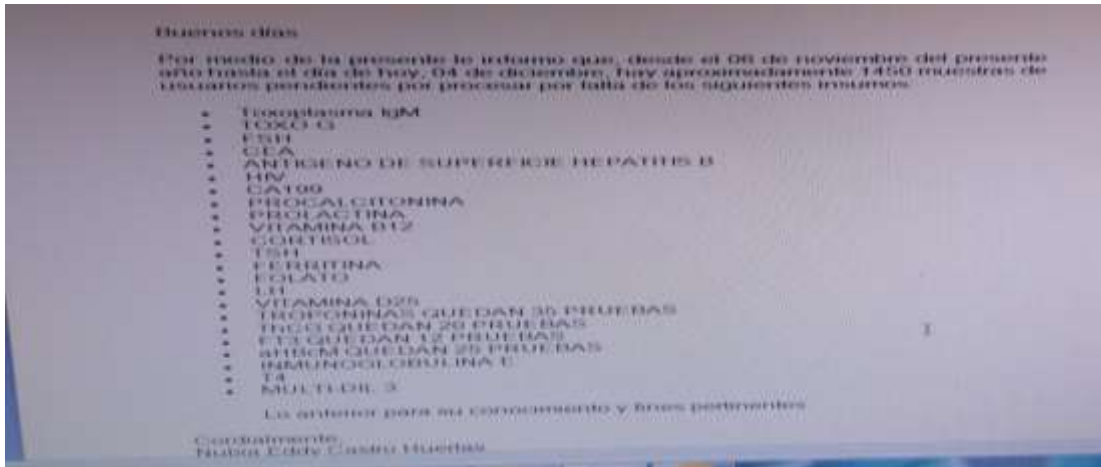 Buenos días
Por medio de la presente le informo que, desde el 06 de noviembre del presente
año hasta el día de hoy, 04 de diciembre, hay aproximadamente 1450 muestras de
usuarios pendientes por procesar por falta de los siguientes insumos:
• Toxoplasma IgM
• TOXO G
• FSH
• CEA
• ANTIGENO DE SUPERFICIE HEPATITIS B
• HIV
• CA199
• PROCALCITONINA
• PROLACTINA
• VITAMINA B12
• CORTISOL
• TSH
• FERRITINA
• FOLATO
• LH
• VITAMINA D25
• TROPONINAS QUEDAN 35 PRUEBAS
• ThCG QUEDAN 20 PRUEBAS
• FT3 QUEDAN 12 PRUEBAS
• aHBcM QUEDAN 25 PRUEBAS
• INMUNOGLOBULINA E
• T4
• MULTI-DIL 3
Lo anterior para su conocimiento y fines pertinentes
Cordialmente,
Nubia Eddy Castro Huertas